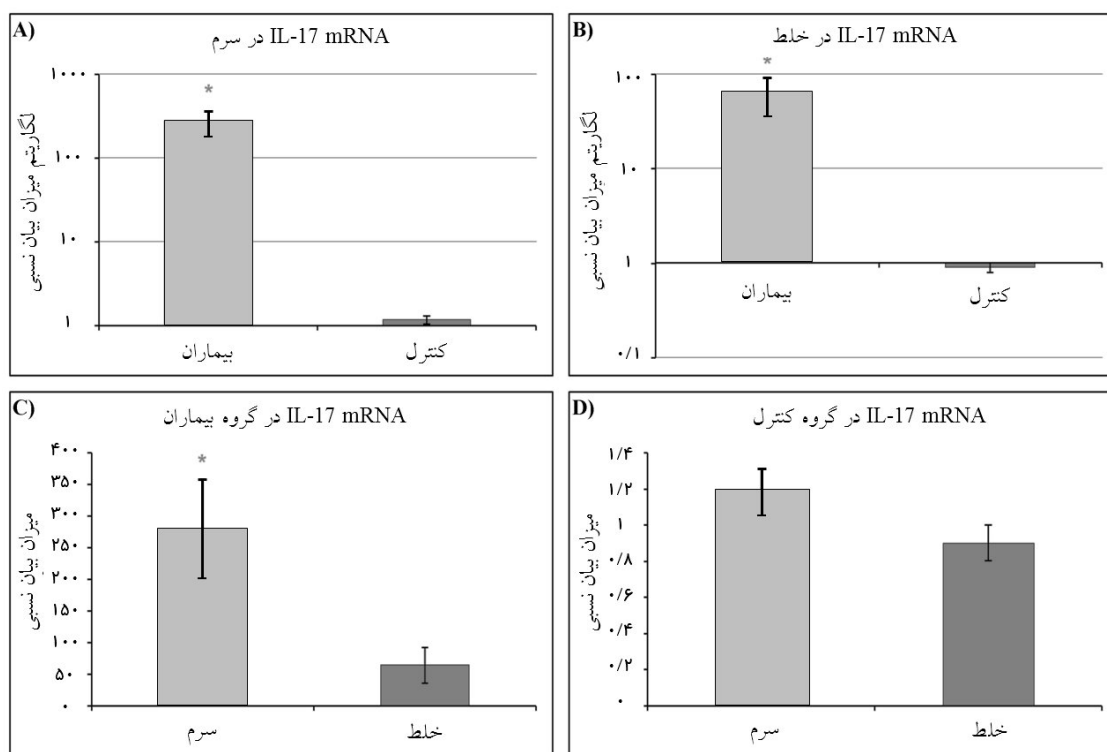 A)
IL-17 mRNA در سرم
لگاریتم میزان بیان نسبی
۱۰۰۰
۱۰۰
۱۰
۱
*
بیماران
کنترل
B)
IL-17 mRNA در خلط
لگاریتم میزان بیان نسبی
۱۰۰
۱۰
۱
۰/۱
*
بیماران
کنترل
C)
IL-17 mRNA در گروه بیماران
میزان بیان نسبی
۴۰۰
۳۵۰
۳۰۰
۲۵۰
۲۰۰
۱۵۰
۱۰۰
۵۰
۰
*
سرم
خلط
D)
IL-17 mRNA در گروه کنترل
میزان بیان نسبی
۱/۴
۱/۲
۱
۰/۸
۰/۶
۰/۴
۰/۲
۰
سرم
خلط